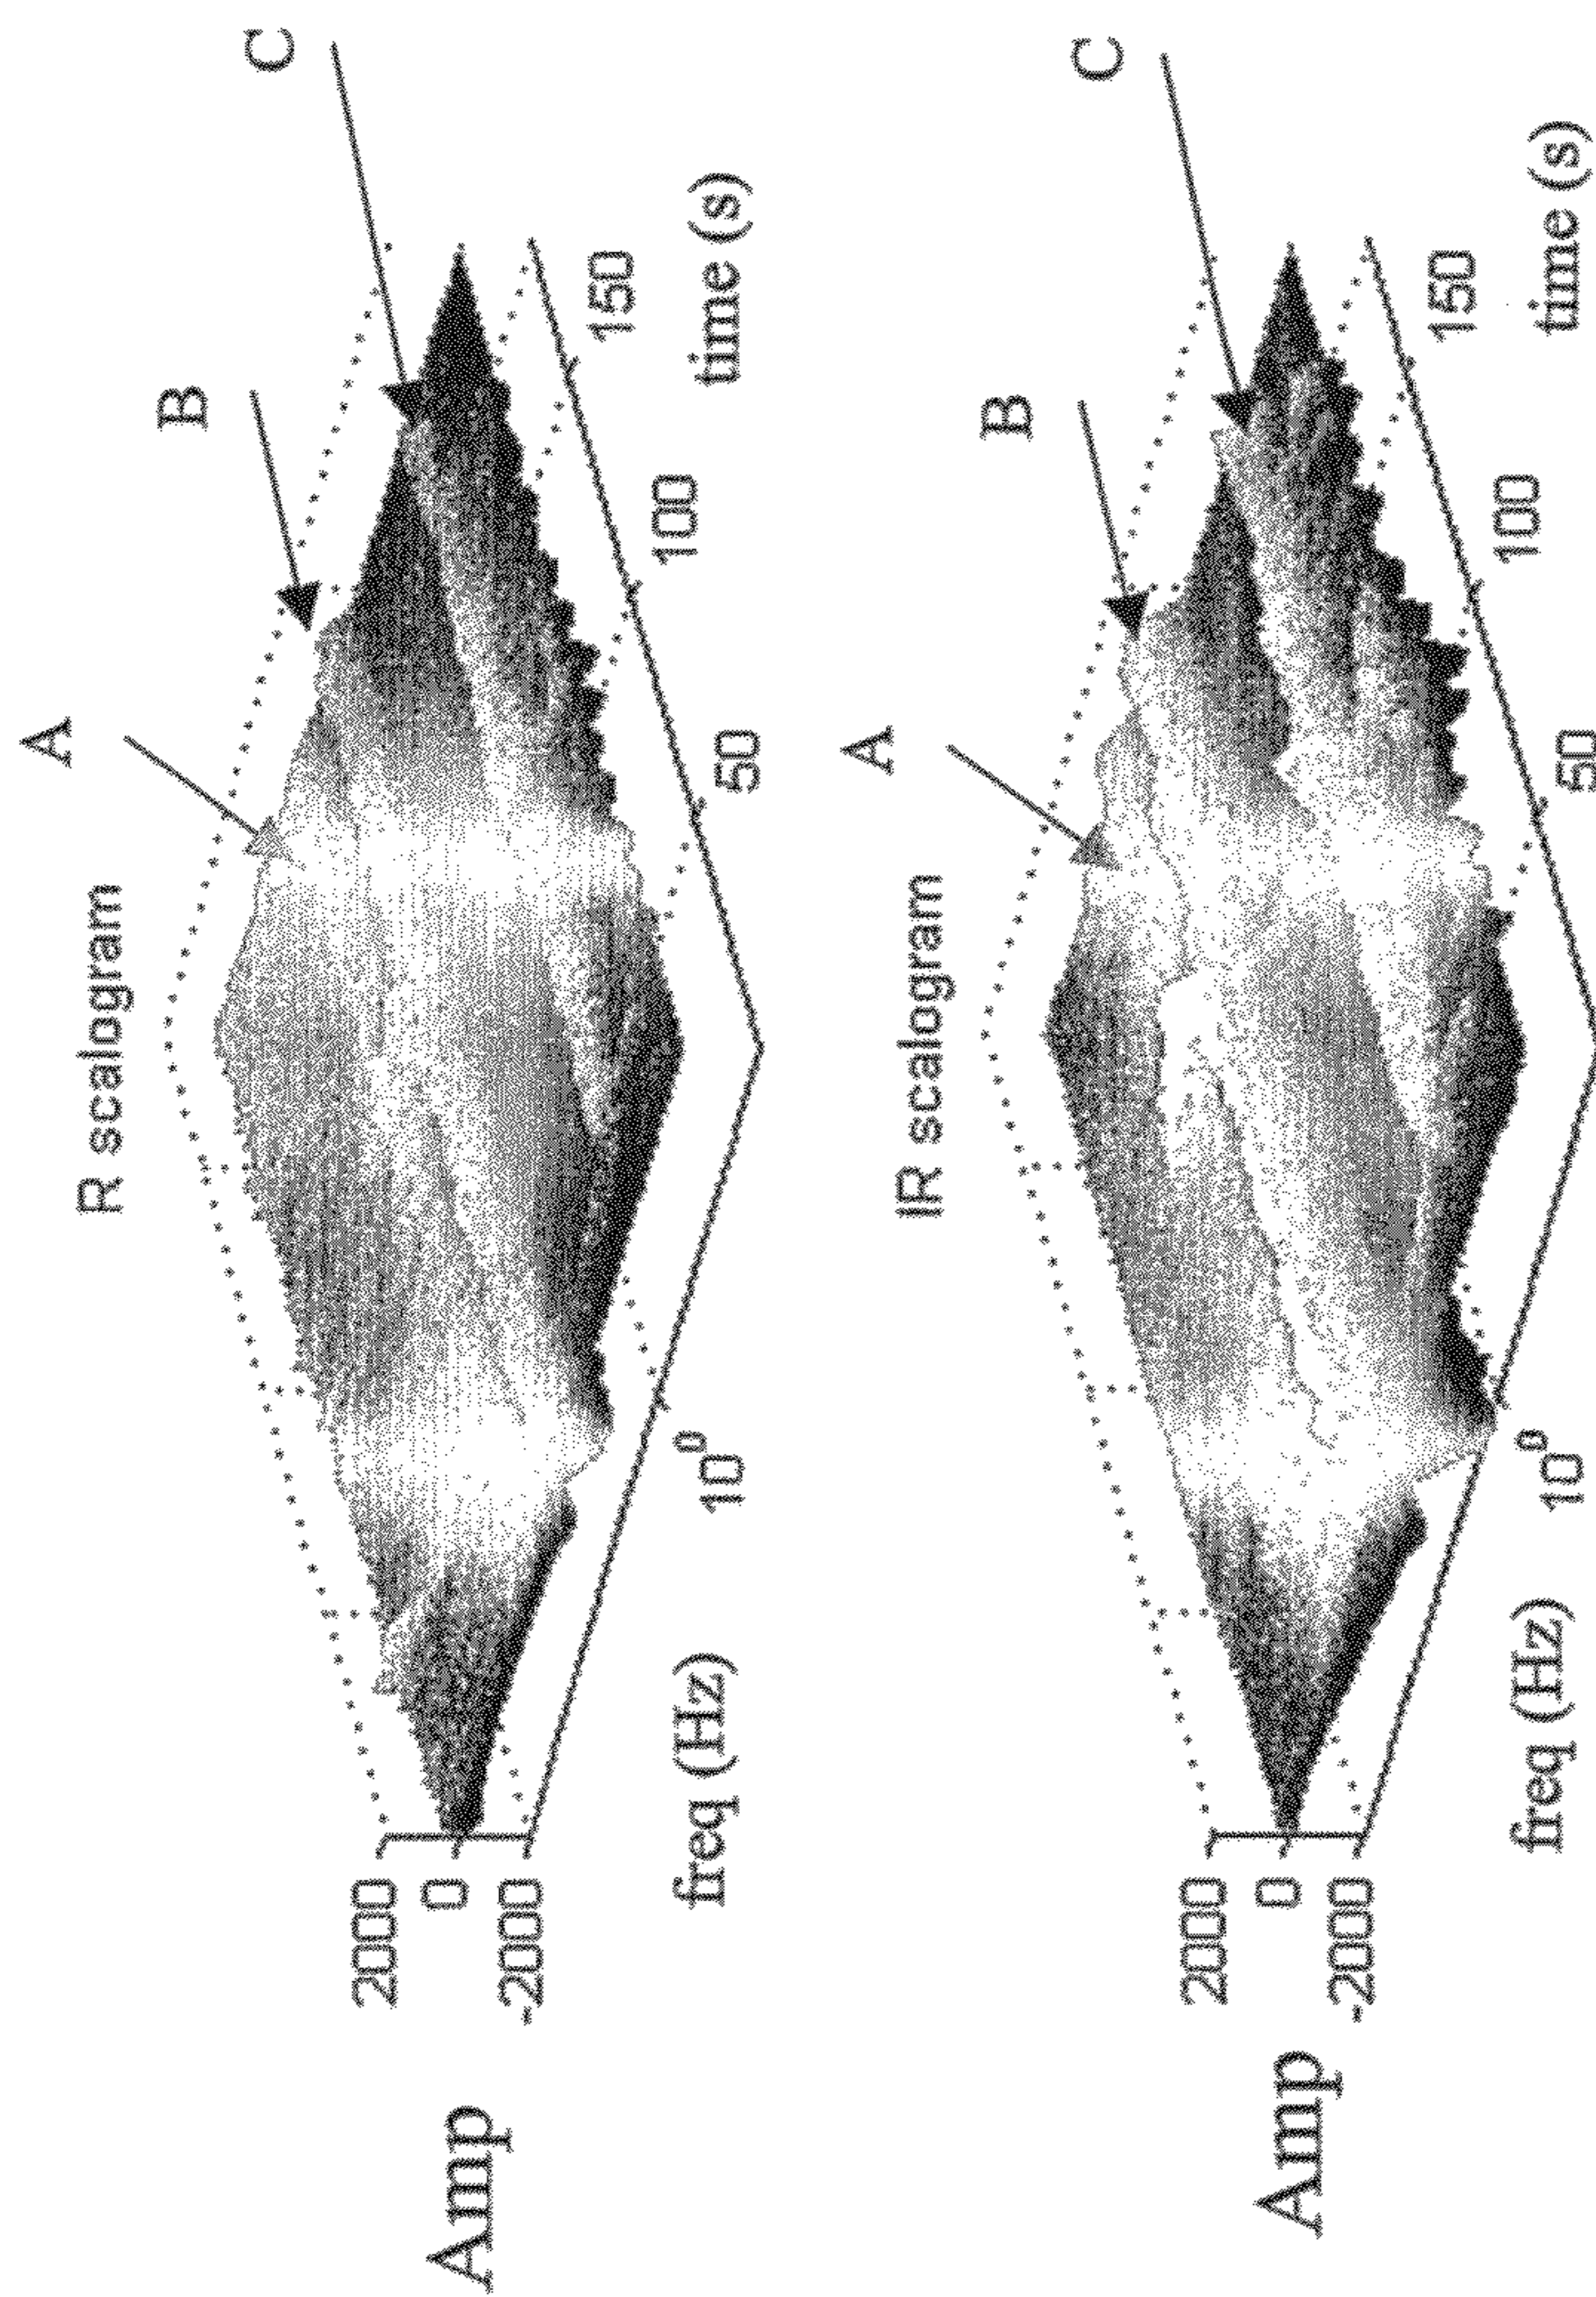 R scalogram
A
B
C
Amp
2000
0
-2000
10⁰
freq (Hz)
50
100
150
time (s)
IR scalogram
A
B
C
Amp
2000
0
-2000
10⁰
freq (Hz)
50
100
150
time (s)